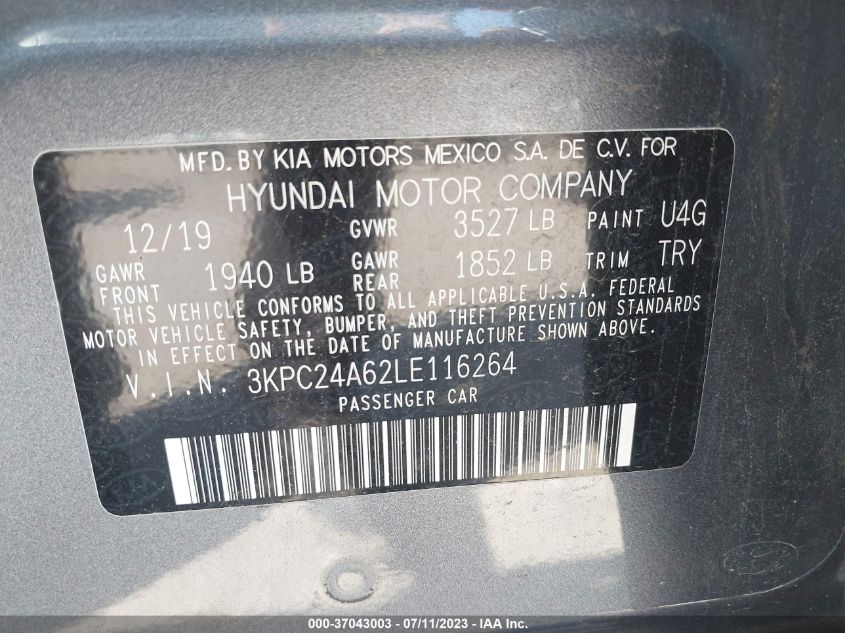 MFD. BY KIA MOTORS MEXICO S.A. DE C.V. FOR
HYUNDAI MOTOR COMPANY
12/19 GVWR 3527 LB PAINT U4G
GAWR FRONT 1940 LB GAWR REAR 1852 LB TRIM TRY
THIS VEHICLE CONFORMS TO ALL APPLICABLE U.S.A. FEDERAL
MOTOR VEHICLE SAFETY, BUMPER, AND THEFT PREVENTION STANDARDS
IN EFFECT ON THE DATE OF MANUFACTURE SHOWN ABOVE.
V.I.N. 3KPC24A62LE116264
PASSENGER CAR
000-37043003 - 07/11/2023 - © IAA, Inc.